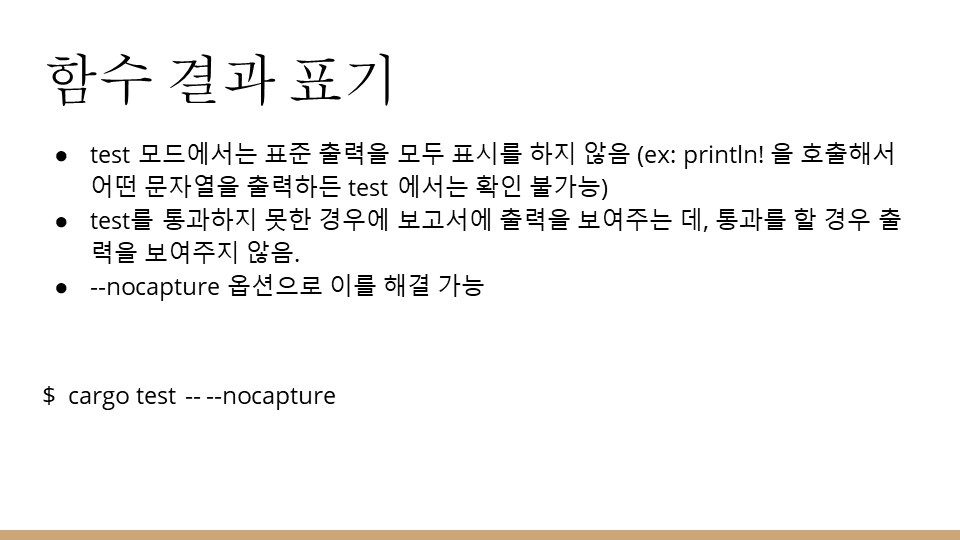 함수 결과 표기
● test 모드에서는 표준 출력을 모두 표시를 하지 않음 (ex: println! 을 호출해서
어떤 문자열을 출력하든 test 에서는 확인 불가능)
● test를 통과하지 못한 경우에 보고서에 출력을 보여주는 데, 통과를 할 경우 출
력을 보여주지 않음.
● --nocapture 옵션으로 이를 해결 가능
$ cargo test -- --nocapture